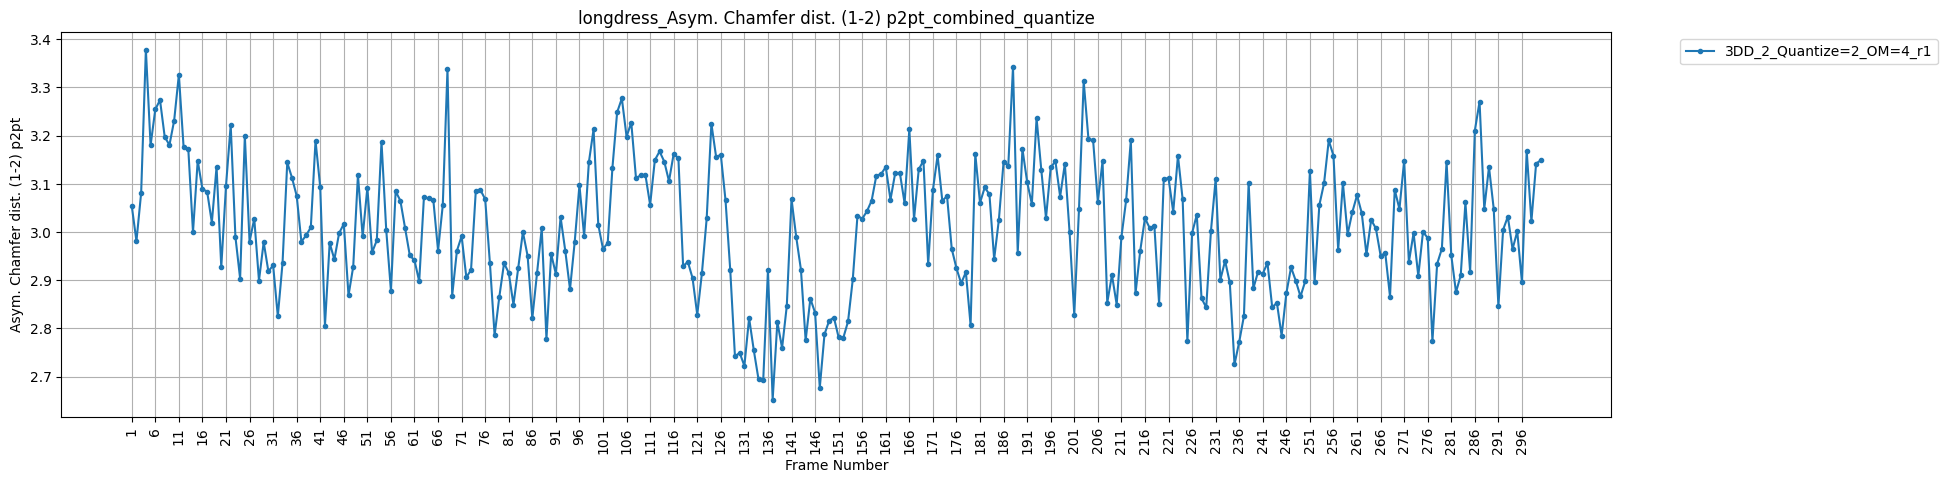 longdress_Asym. Chamfer dist. (1-2) p2pt_combined_quantize
3DD_2_Quantize=2_OM=4_r1
Asym. Chamfer dist. (1-2) p2pt
3.4
3.3
3.2
3.1
3.0
2.9
2.8
2.7
1 6 11 16 21 26 31 36 41 46 51 56 61 66 71 76 81 86 91 96 101 106 111 116 121 126 131 136 141 146 151 156 161 166 171 176 181 186 191 196 201 206 211 216 221 226 231 236 241 246 251 256 261 266 271 276 281 286 291 296
Frame Number